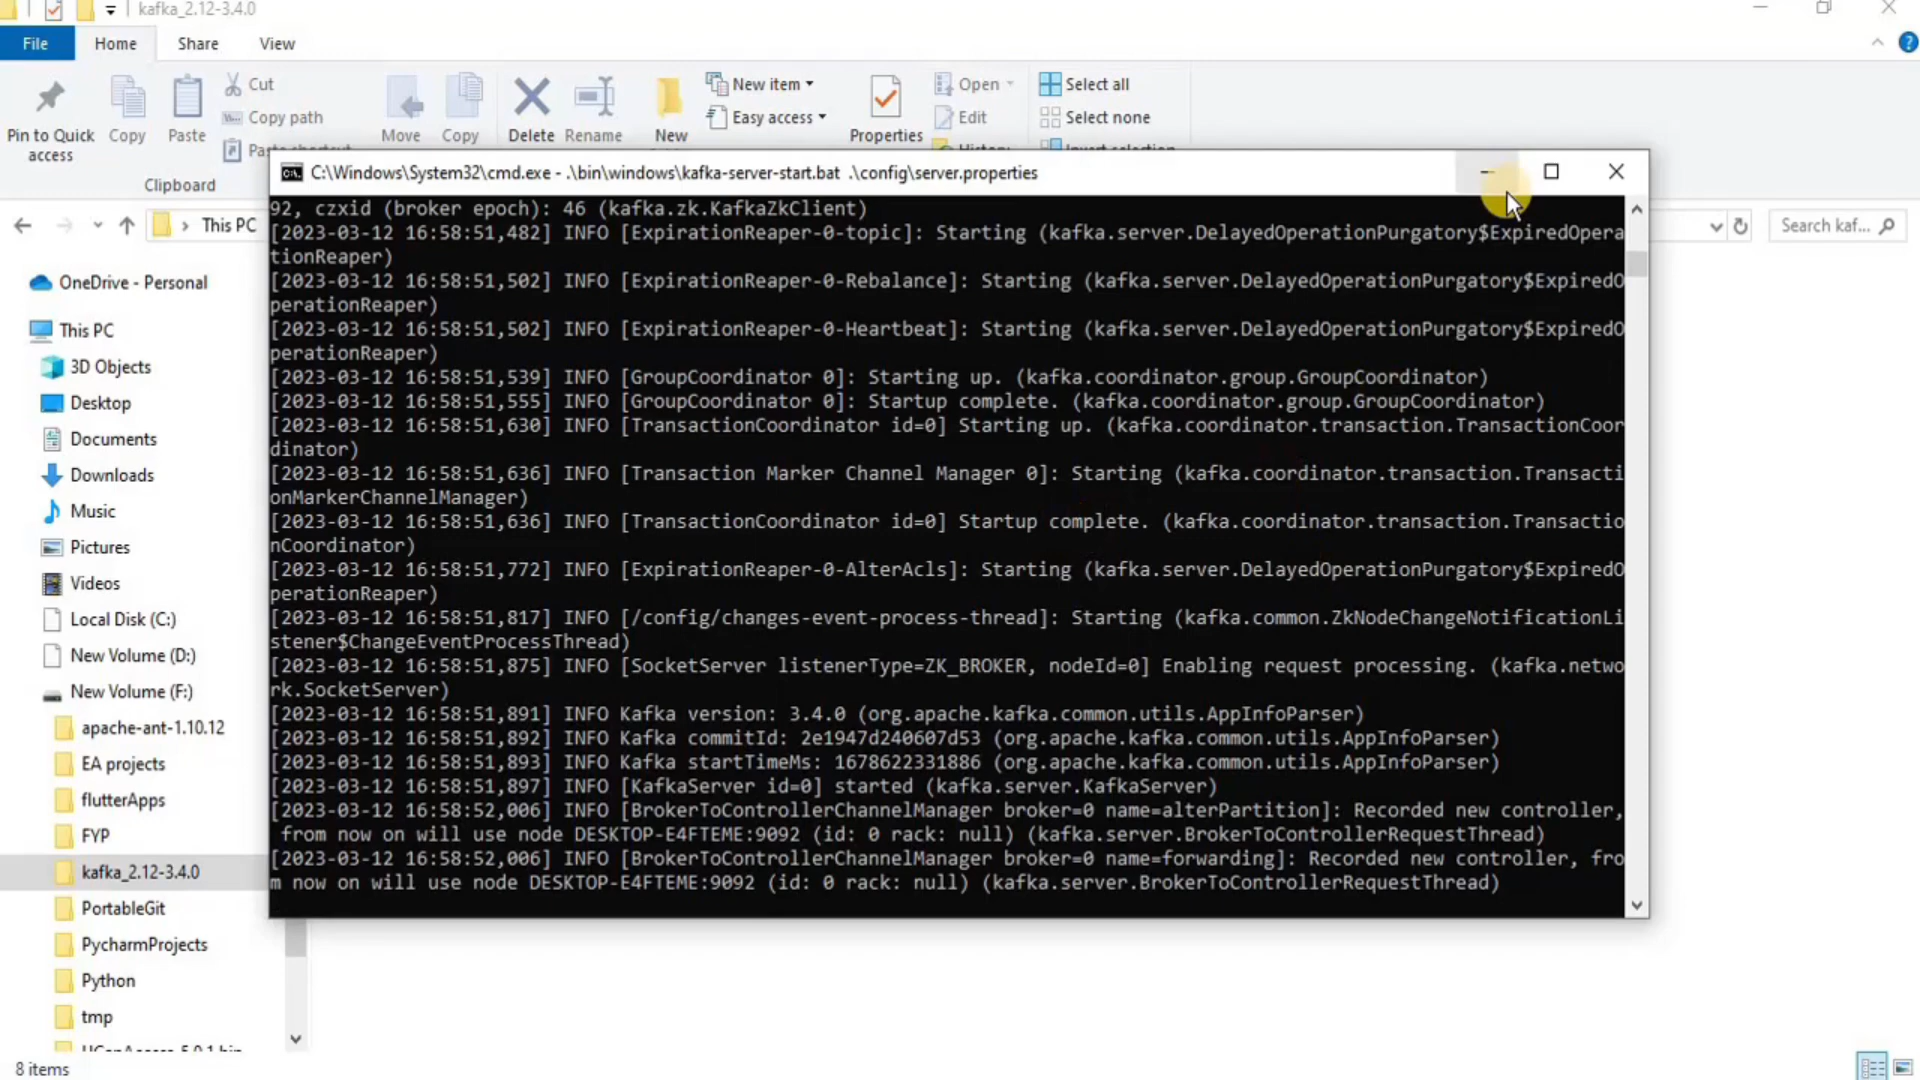 kafka_2.12-3.4.0
File Home Share View
Cut
New item
Open
Select all
Copy path
Easy access
Edit
Select none
Pin to Quick access
Copy
Paste
Move
Copy
Delete
Rename
New
Properties
Paste shortcut
History
Invert selection
Clipboard
This PC
Search kaf...
C:\Windows\System32\cmd.exe - .\bin\windows\kafka-server-start.bat .\config\server.properties
92, czxid (broker epoch): 46 (kafka.zk.KafkaZkClient)
[2023-03-12 16:58:51,482] INFO [ExpirationReaper-0-topic]: Starting (kafka.server.DelayedOperationPurgatory$ExpiredOpera
tionReaper)
[2023-03-12 16:58:51,502] INFO [ExpirationReaper-0-Rebalance]: Starting (kafka.server.DelayedOperationPurgatory$ExpiredO
perationReaper)
[2023-03-12 16:58:51,502] INFO [ExpirationReaper-0-Heartbeat]: Starting (kafka.server.DelayedOperationPurgatory$ExpiredO
perationReaper)
[2023-03-12 16:58:51,539] INFO [GroupCoordinator 0]: Starting up. (kafka.coordinator.group.GroupCoordinator)
[2023-03-12 16:58:51,555] INFO [GroupCoordinator 0]: Startup complete. (kafka.coordinator.group.GroupCoordinator)
[2023-03-12 16:58:51,630] INFO [TransactionCoordinator id=0] Starting up. (kafka.coordinator.transaction.TransactionCoor
dinator)
[2023-03-12 16:58:51,636] INFO [Transaction Marker Channel Manager 0]: Starting (kafka.coordinator.transaction.Transacti
onMarkerChannelManager)
[2023-03-12 16:58:51,636] INFO [TransactionCoordinator id=0] Startup complete. (kafka.coordinator.transaction.Transactio
nCoordinator)
[2023-03-12 16:58:51,772] INFO [ExpirationReaper-0-AlterAcls]: Starting (kafka.server.DelayedOperationPurgatory$ExpiredO
perationReaper)
[2023-03-12 16:58:51,817] INFO [/config/changes-event-process-thread]: Starting (kafka.common.ZkNodeChangeNotificationLi
stener$ChangeEventProcessThread)
[2023-03-12 16:58:51,875] INFO [SocketServer listenerType=ZK_BROKER, nodeId=0] Enabling request processing. (kafka.netwo
rk.SocketServer)
[2023-03-12 16:58:51,891] INFO Kafka version: 3.4.0 (org.apache.kafka.common.utils.AppInfoParser)
[2023-03-12 16:58:51,892] INFO Kafka commitId: 2e1947d240607d53 (org.apache.kafka.common.utils.AppInfoParser)
[2023-03-12 16:58:51,893] INFO Kafka startTimeMs: 1678622331886 (org.apache.kafka.common.utils.AppInfoParser)
[2023-03-12 16:58:51,897] INFO [KafkaServer id=0] started (kafka.server.KafkaServer)
[2023-03-12 16:58:52,006] INFO [BrokerToControllerChannelManager broker=0 name=alterPartition]: Recorded new controller,
from now on will use node DESKTOP-E4FTEME:9092 (id: 0 rack: null) (kafka.server.BrokerToControllerRequestThread)
[2023-03-12 16:58:52,006] INFO [BrokerToControllerChannelManager broker=0 name=forwarding]: Recorded new controller, fro
m now on will use node DESKTOP-E4FTEME:9092 (id: 0 rack: null) (kafka.server.BrokerToControllerRequestThread)
OneDrive - Personal
This PC
3D Objects
Desktop
Documents
Downloads
Music
Pictures
Videos
Local Disk (C:)
New Volume (D:)
New Volume (F:)
apache-ant-1.10.12
EA projects
flutterApps
FYP
kafka_2.12-3.4.0
PortableGit
PycharmProjects
Python
tmp
8 items